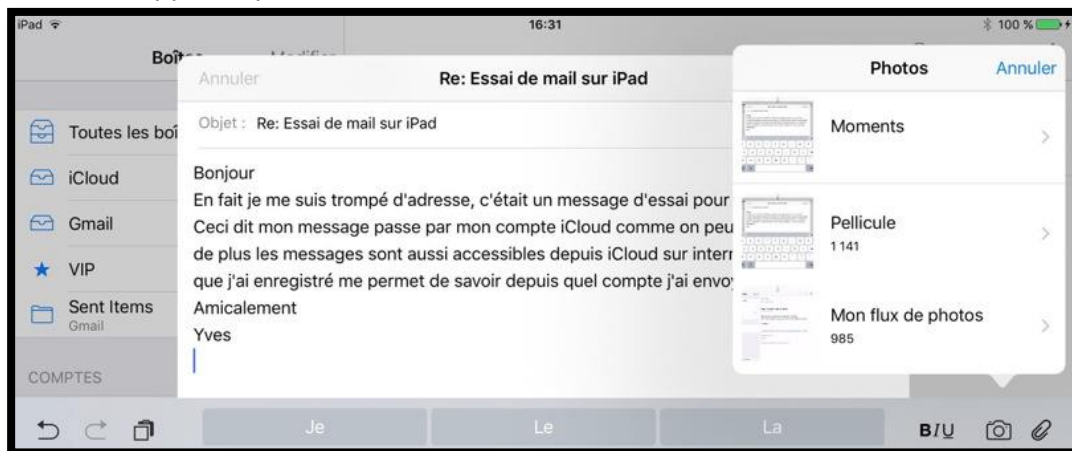 iPad
16:31
100 %
Annuler
Re: Essai de mail sur iPad
Photos
Annuler
Objet : Re: Essai de mail sur iPad
Moments
Toutes les boî
Bonjour
iCloud
En fait je me suis trompé d'adresse, c'était un message d'essai pour
Gmail
Ceci dit mon message passe par mon compte iCloud comme on peu
Pellicule
1 141
de plus les messages sont aussi accessibles depuis iCloud sur interr
VIP
que j'ai enregistré me permet de savoir depuis quel compte j'ai envo
Sent Items
Gmail
Amicalement
Mon flux de photos
985
Yves
COMPTES
Je
Le
La
B I U